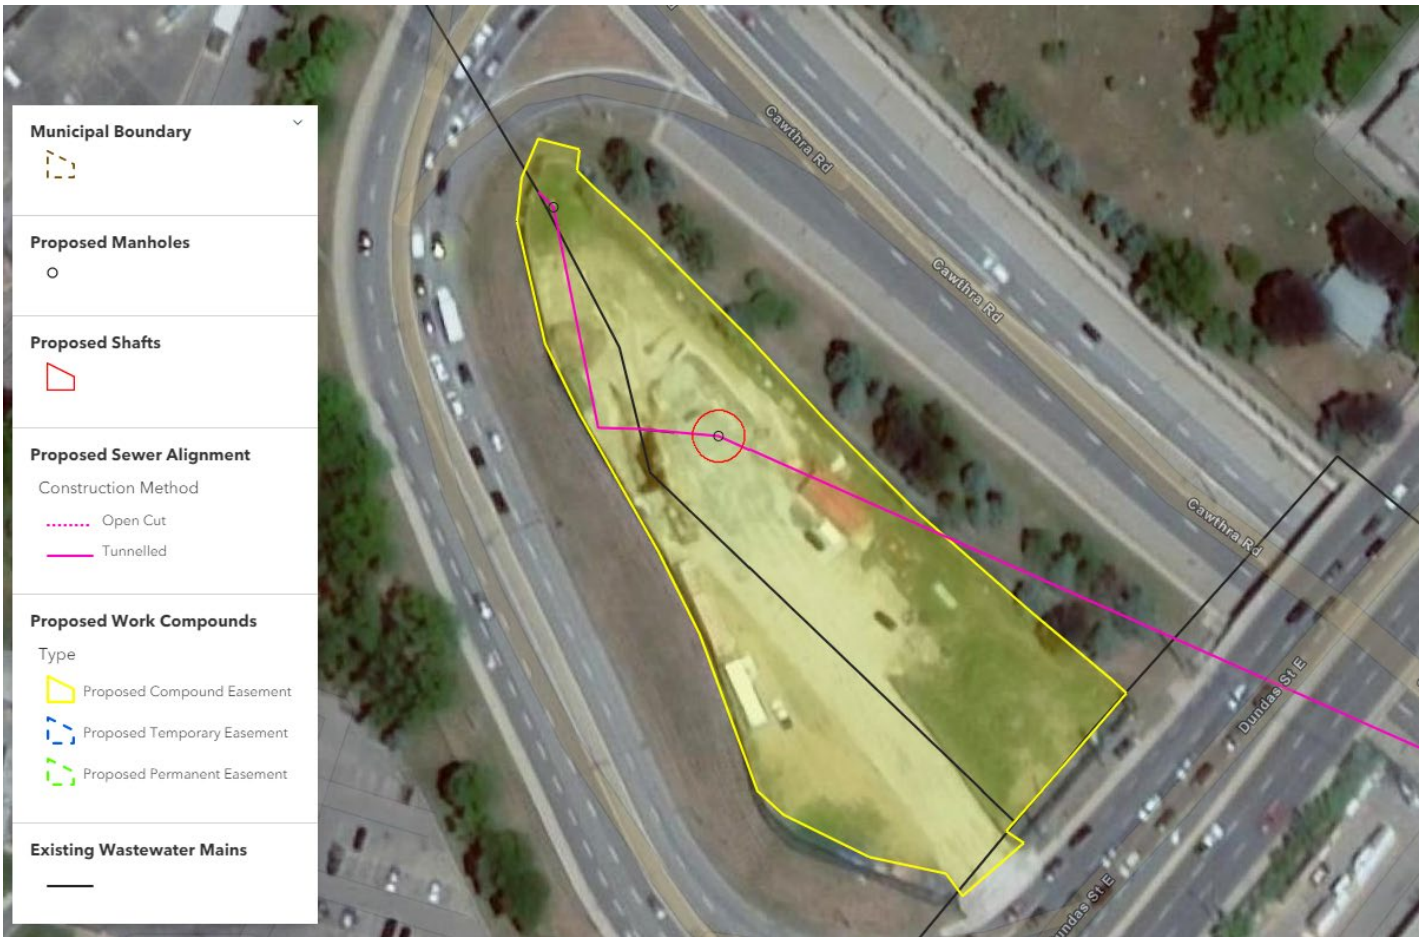 Municipal Boundary
Proposed Manholes
Proposed Shafts
Proposed Sewer Alignment
Construction Method
Open Cut
Tunnelled
Proposed Work Compounds
Type
Proposed Compound Easement
Proposed Temporary Easement
Proposed Permanent Easement
Existing Wastewater Mains
Cawthra Rd
Cawthra Rd
Cawthra Rd
Dundas St E
Dundas St E